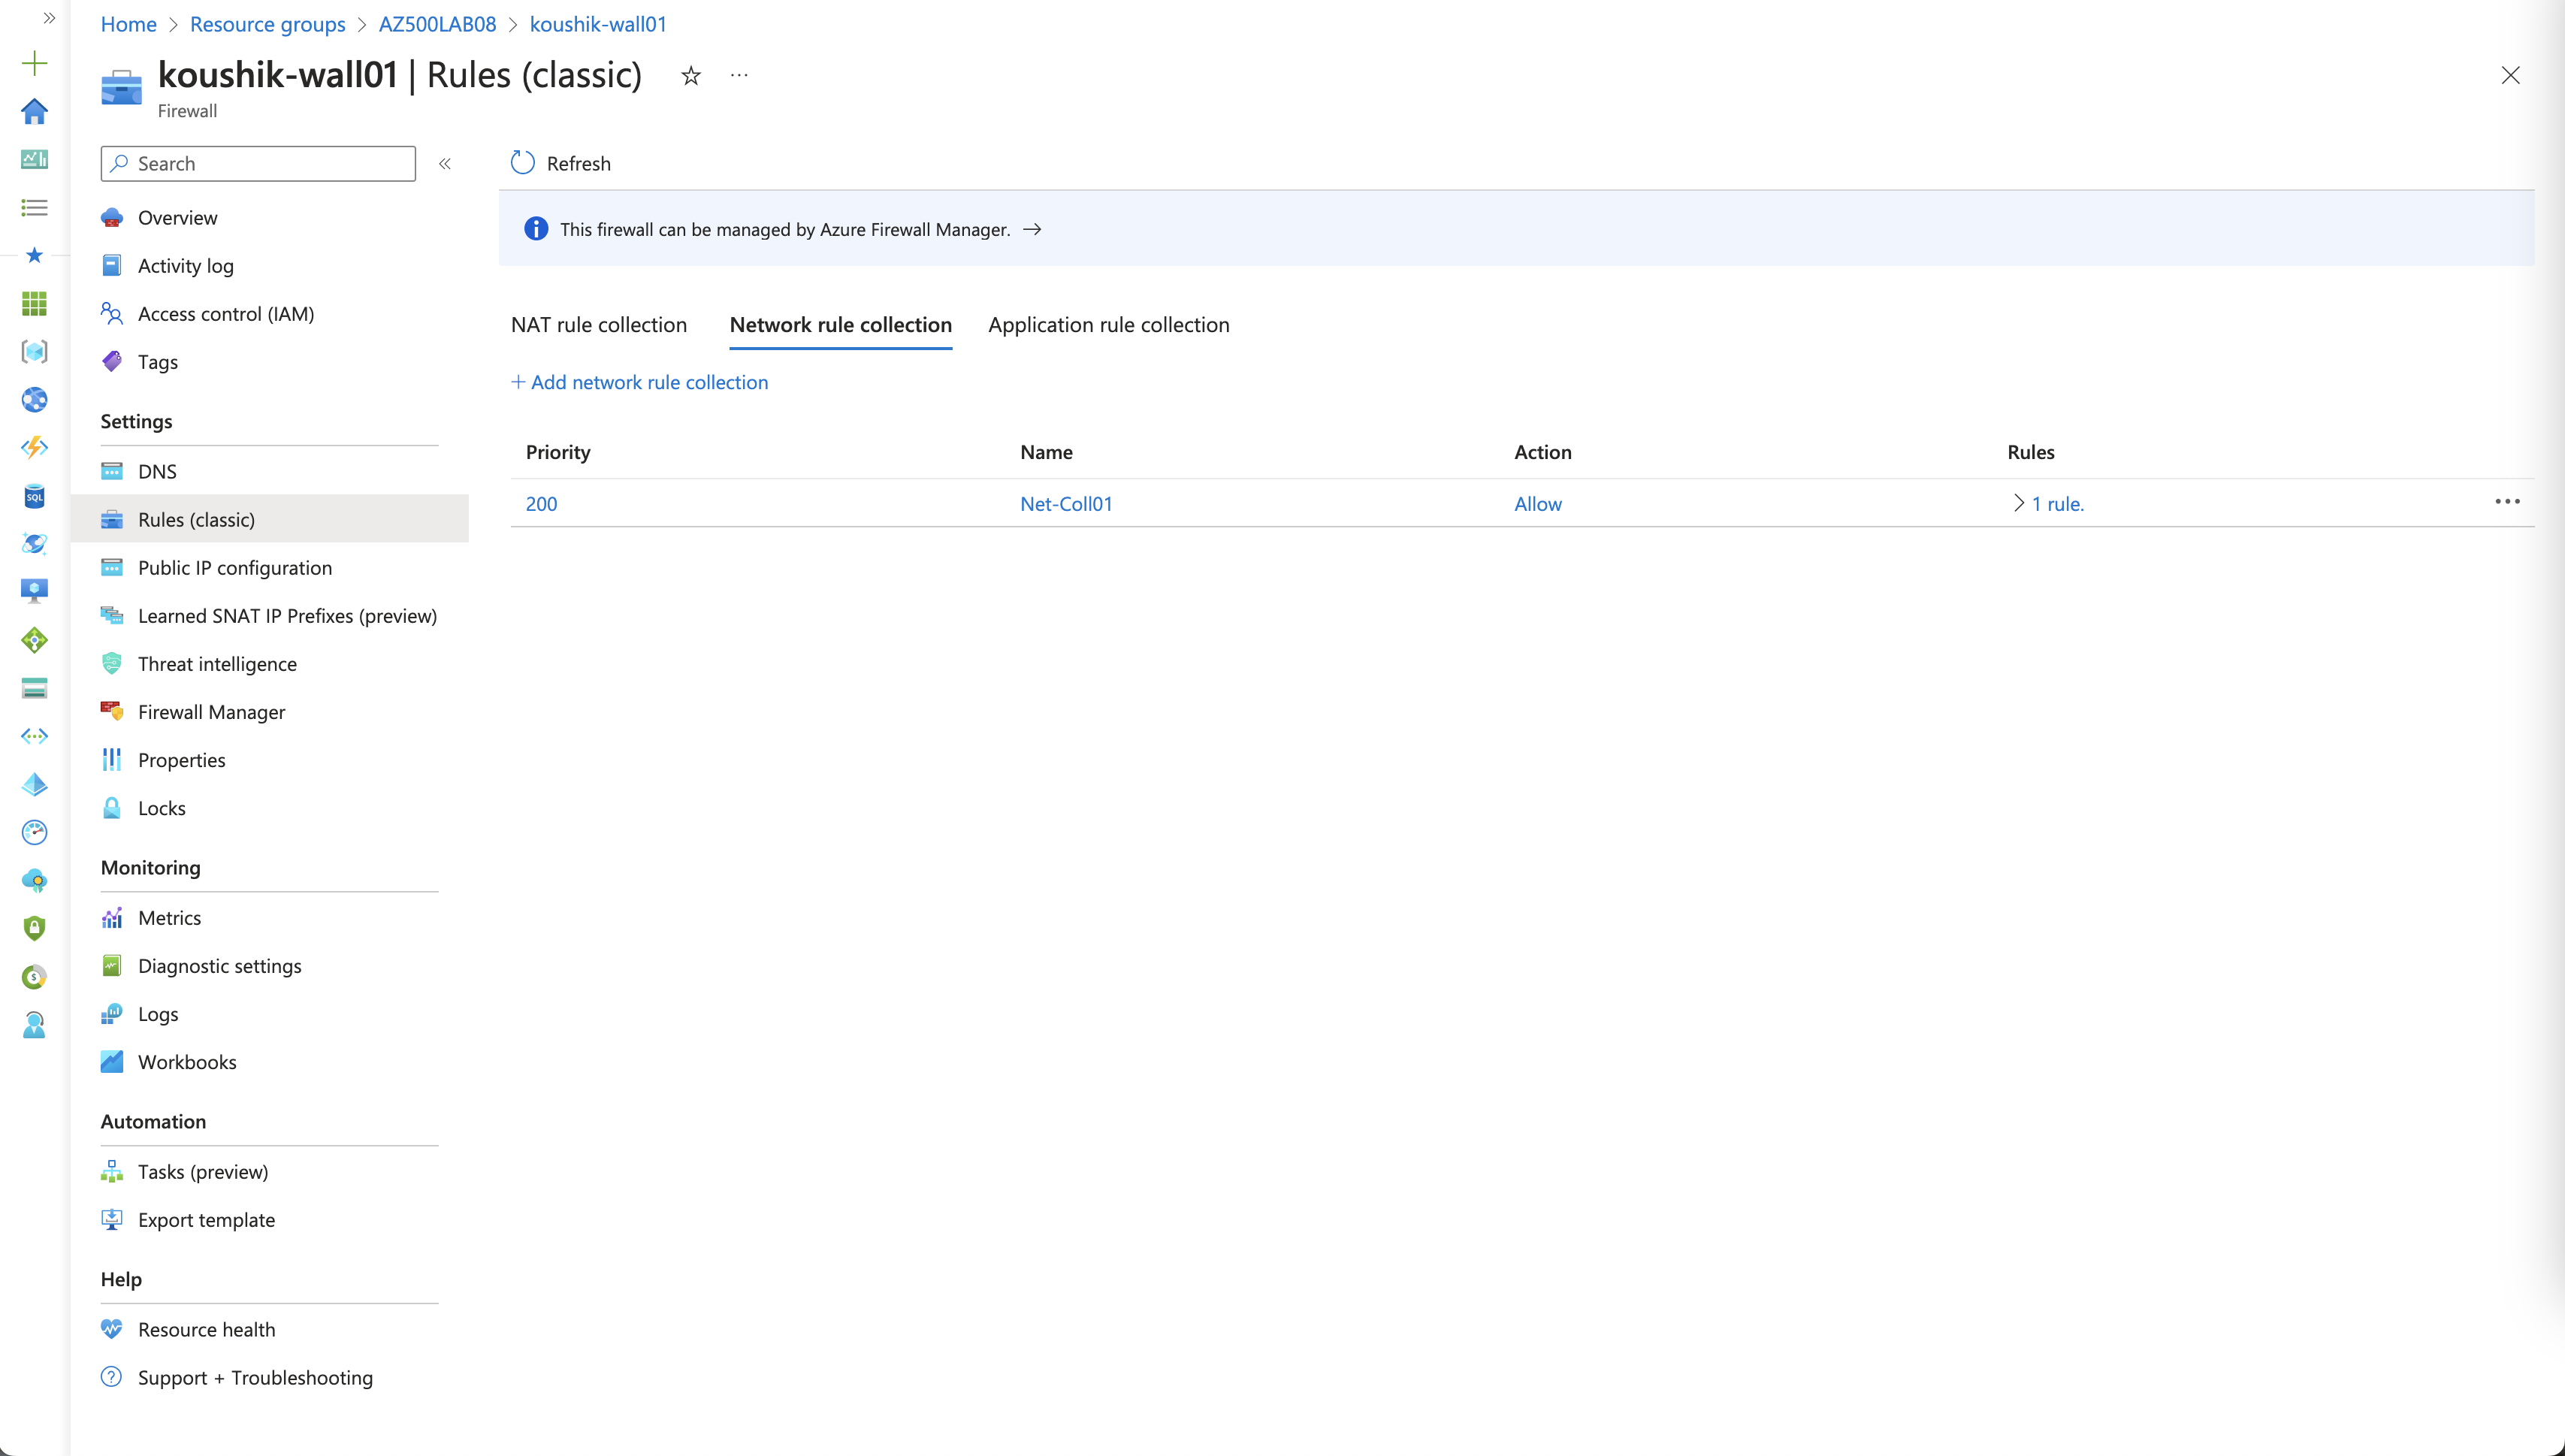 Home > Resource groups > AZ500LAB08 > koushik-wall01
koushik-wall01 | Rules (classic)
Firewall
Search
Overview
Activity log
Access control (IAM)
Tags
Settings
DNS
Rules (classic)
Public IP configuration
Learned SNAT IP Prefixes (preview)
Threat intelligence
Firewall Manager
Properties
Locks
Monitoring
Metrics
Diagnostic settings
Logs
Workbooks
Automation
Tasks (preview)
Export template
Help
Resource health
Support + Troubleshooting
Refresh
This firewall can be managed by Azure Firewall Manager. →
NAT rule collection Network rule collection Application rule collection
+ Add network rule collection
Priority Name Action Rules
200 Net-Coll01 Allow > 1 rule.
SQL